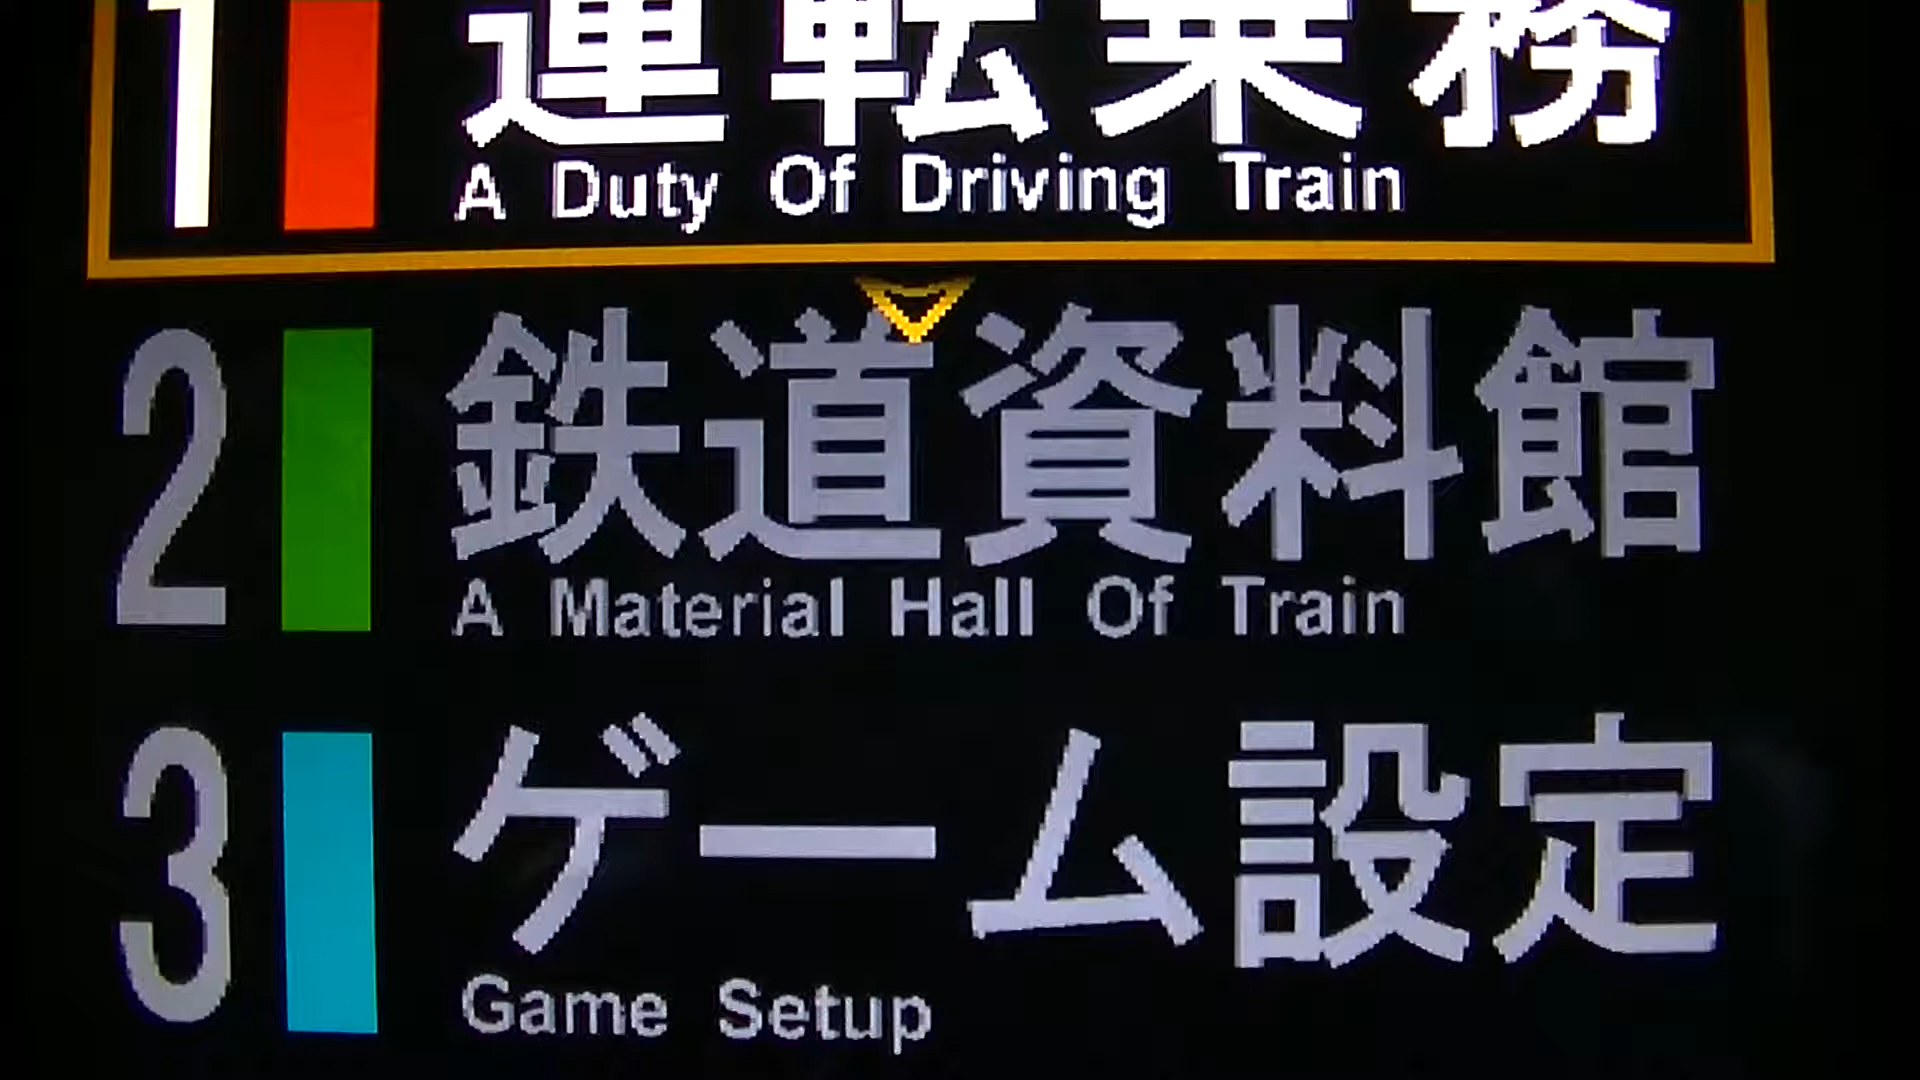 1 運転乗務
A Duty Of Driving Train
2 鉄道資料館
A Material Hall Of Train
3 ゲーム設定
Game Setup